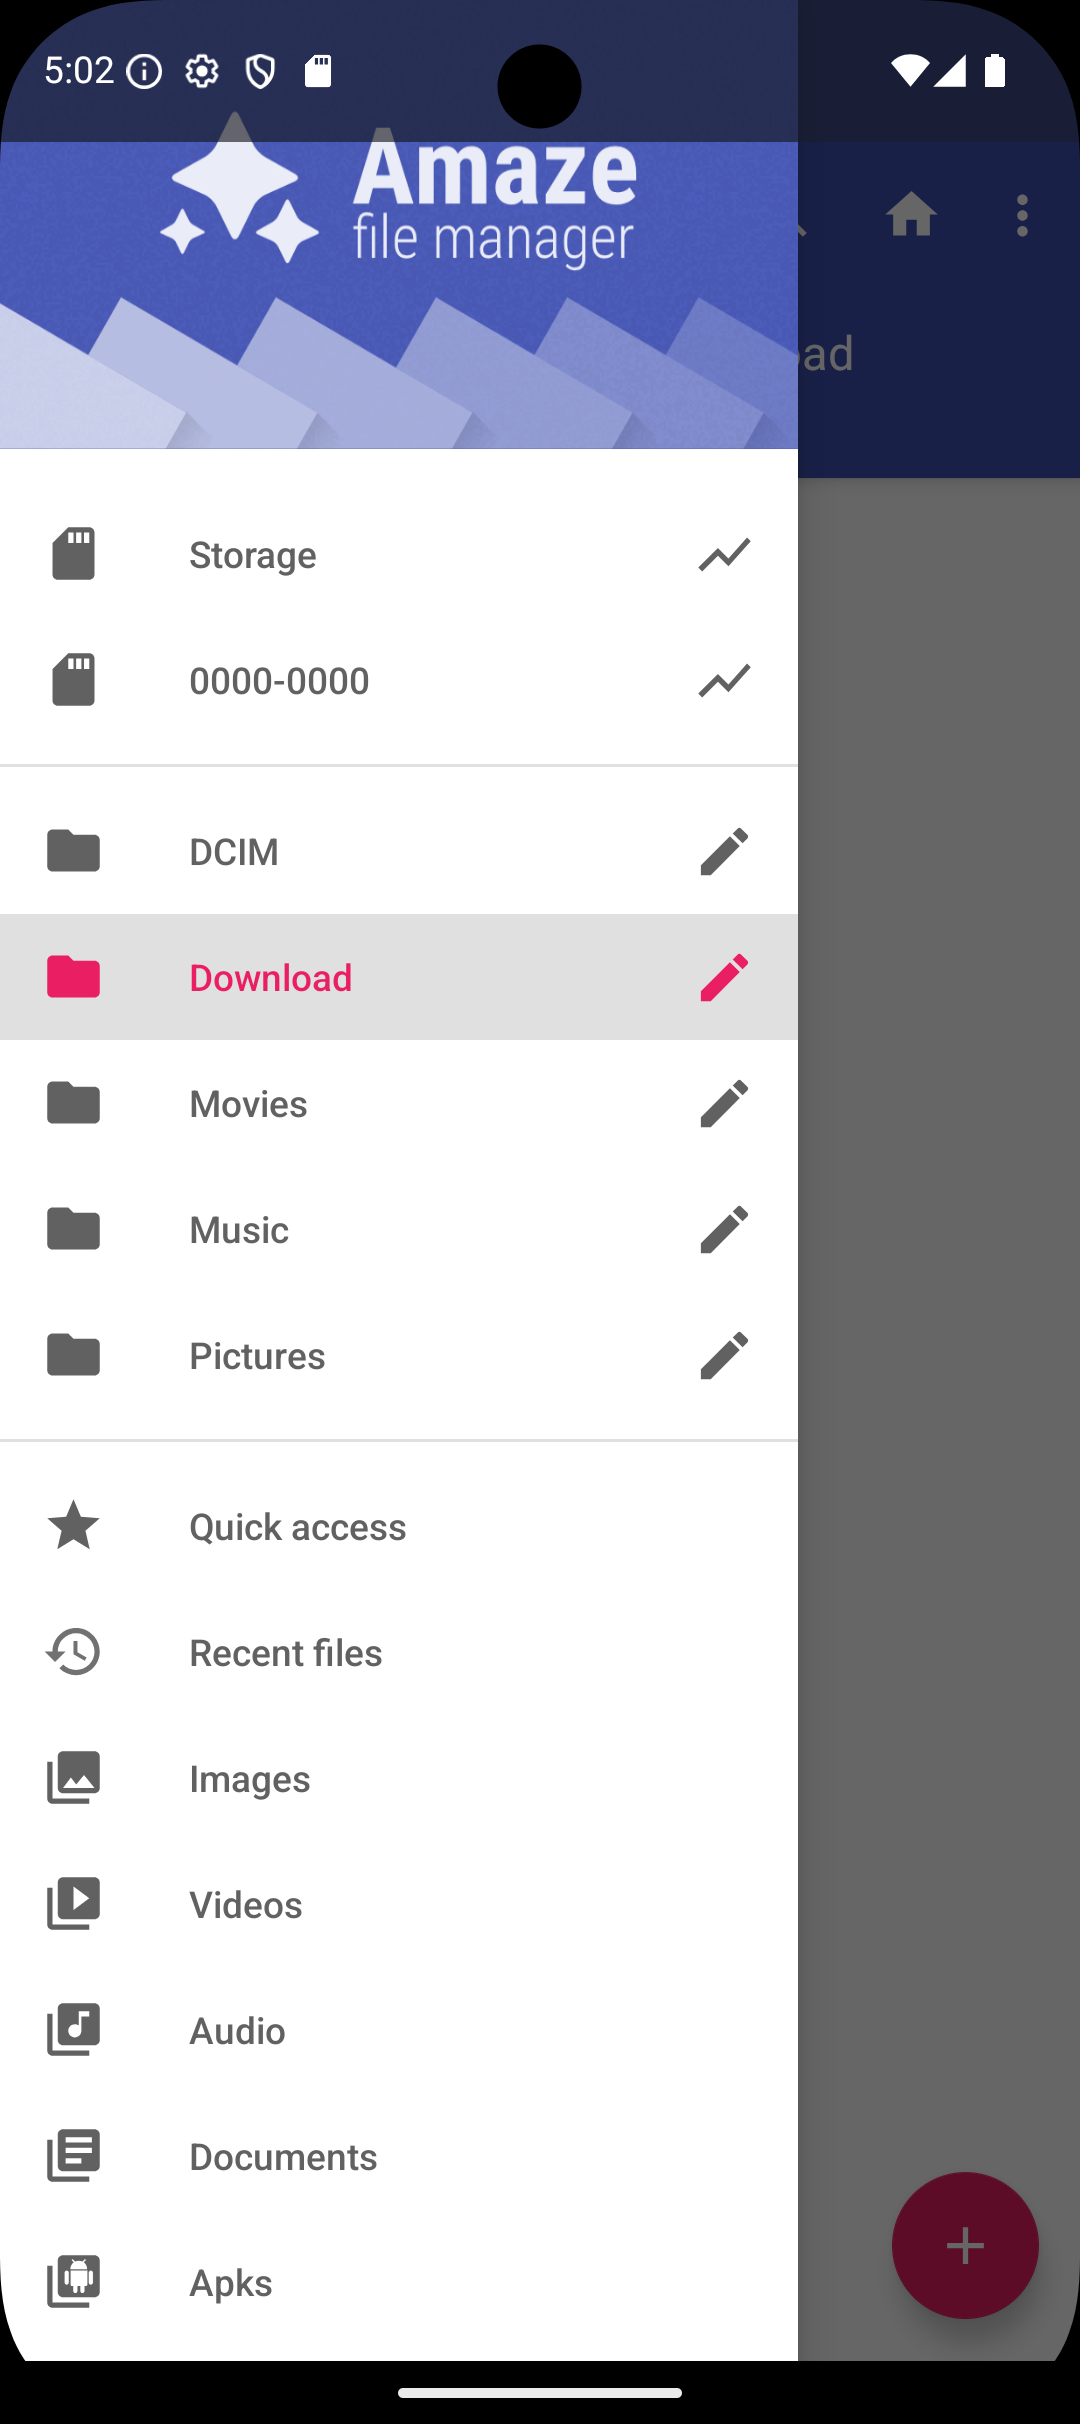 5:02
Amaze
file manager
oad
Storage
0000-0000
DCIM
Download
Movies
Music
Pictures
Quick access
Recent files
Images
Videos
Audio
Documents
Apks